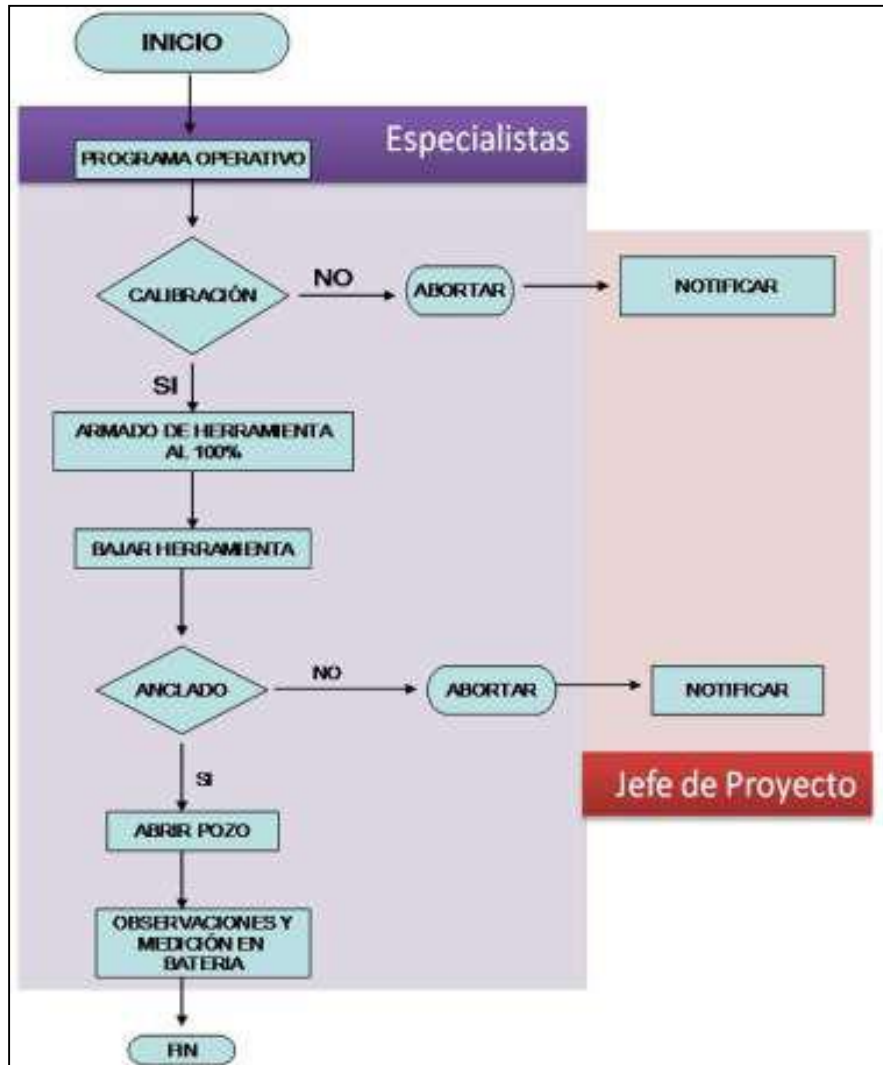 INICIO
Especialistas
PROGRAMA OPERATIVO
CALIBRACIÓN
NO
ABORTAR
NOTIFICAR
SI
ARMADO DE HERRAMIENTA
AL 100%
BAJAR HERRAMIENTA
ANCLADO
NO
ABORTAR
NOTIFICAR
SI
Jefe de Proyecto
ABRIR POZO
OBSERVACIONES Y
MEDICIÓN EN
BATERIA
FIN